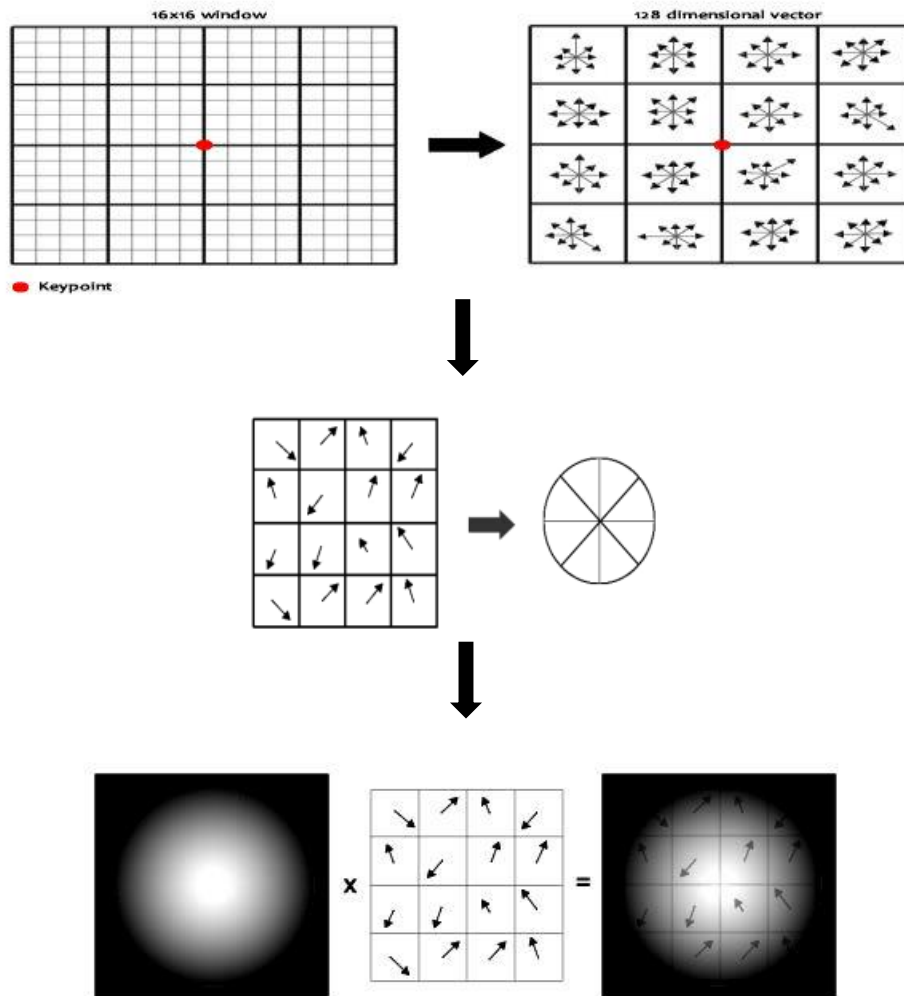 16x16 window
128 dimensional vector
Keypoint
x
=